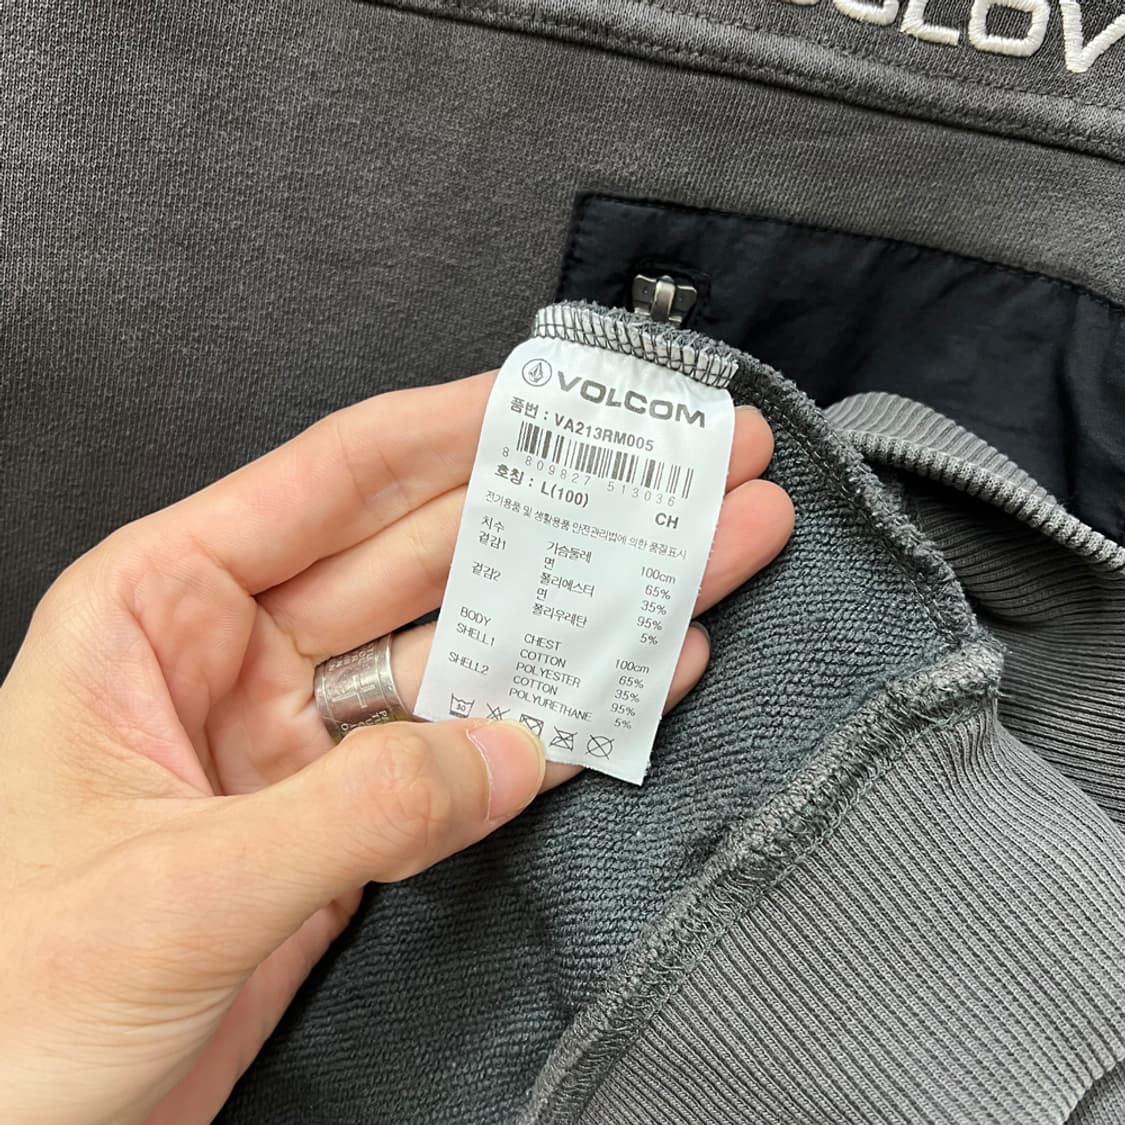 VOLCOM
VOLCOM
품번 : VA213RM005
8 809827 513036
호칭 : L(100)
CH
전기용품 및 생활용품 안전관리법에 의한 품질표시
치수 가슴둘레 100cm
겉감1 면 65%
폴리에스터 35%
겉감2 면 95%
폴리우레탄 5%
BODY CHEST 100cm
SHELL1 COTTON 65%
POLYESTER 35%
SHELL2 COTTON 95%
POLYURETHANE 5%
30